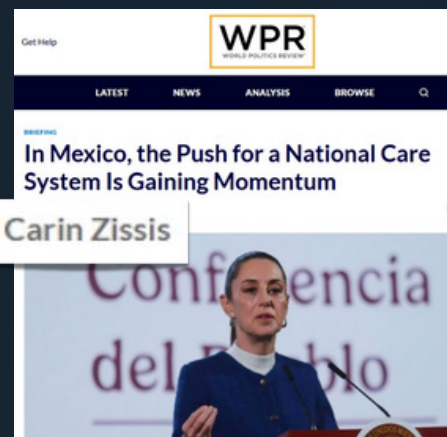 Get Help
WPR
WORLD POLITICS REVIEW
LATEST NEWS ANALYSIS BROWSE
BRIEFING
In Mexico, the Push for a National Care
System Is Gaining Momentum
Carin Zissis
Conf encia
del P blo